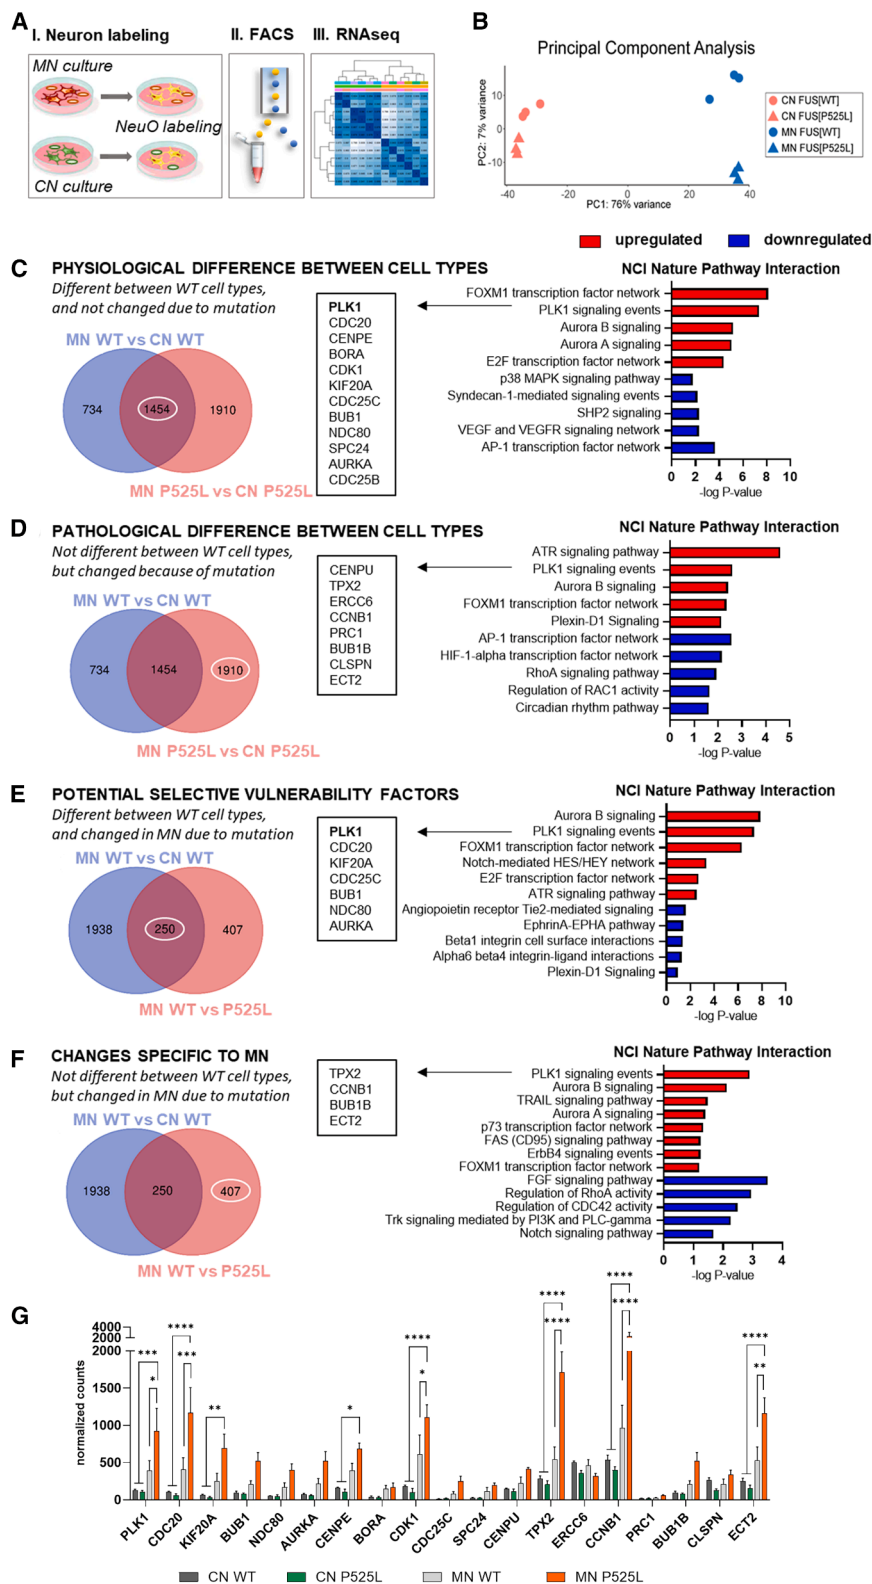 A
I. Neuron labeling
II. FACS
III. RNAseq
MN culture
NeuO labeling
CN culture
B
Principal Component Analysis
PC2: 7% variance
10
0
-10
-40
-20
0
20
40
PC1: 76% variance
CN FUS[WT]
CN FUS[P525L]
MN FUS[WT]
MN FUS[P525L]
upregulated
downregulated
C
PHYSIOLOGICAL DIFFERENCE BETWEEN CELL TYPES
Different between WT cell types,
and not changed due to mutation
MN WT vs CN WT
734
1454
1910
MN P525L vs CN P525L
PLK1
CDC20
CENPE
BORA
CDK1
KIF20A
CDC25C
BUB1
NDC80
SPC24
AURKA
CDC25B
NCI Nature Pathway Interaction
FOXM1 transcription factor network
PLK1 signaling events
Aurora B signaling
Aurora A signaling
E2F transcription factor network
p38 MAPK signaling pathway
Syndecan-1-mediated signaling events
SHP2 signaling
VEGF and VEGFR signaling network
AP-1 transcription factor network
0 2 4 6 8 10
-log P-value
D
PATHOLOGICAL DIFFERENCE BETWEEN CELL TYPES
Not different between WT cell types,
but changed because of mutation
MN WT vs CN WT
734
1454
1910
MN P525L vs CN P525L
CENPU
TPX2
ERCC6
CCNB1
PRC1
BUB1B
CLSPN
ECT2
NCI Nature Pathway Interaction
ATR signaling pathway
PLK1 signaling events
Aurora B signaling
FOXM1 transcription factor network
Plexin-D1 Signaling
AP-1 transcription factor network
HIF-1-alpha transcription factor network
RhoA signaling pathway
Regulation of RAC1 activity
Circadian rhythm pathway
0 1 2 3 4 5
-log P-value
E
POTENTIAL SELECTIVE VULNERABILITY FACTORS
Different between WT cell types,
and changed in MN due to mutation
MN WT vs CN WT
1938
250
407
MN WT vs P525L
PLK1
CDC20
KIF20A
CDC25C
BUB1
NDC80
AURKA
NCI Nature Pathway Interaction
Aurora B signaling
PLK1 signaling events
FOXM1 transcription factor network
Notch-mediated HES/HEY network
E2F transcription factor network
ATR signaling pathway
Angiopoietin receptor Tie2-mediated signaling
EphrinA-EPHA pathway
Beta1 integrin cell surface interactions
Alpha6 beta4 integrin-ligand interactions
Plexin-D1 Signaling
0 2 4 6 8 10
-log P-value
F
CHANGES SPECIFIC TO MN
Not different between WT cell types,
but changed in MN due to mutation
MN WT vs CN WT
1938
250
407
MN WT vs P525L
TPX2
CCNB1
BUB1B
ECT2
NCI Nature Pathway Interaction
PLK1 signaling events
Aurora B signaling
TRAIL signaling pathway
Aurora A signaling
p73 transcription factor network
FAS (CD95) signaling pathway
ErbB4 signaling events
FOXM1 transcription factor network
FGF signaling pathway
Regulation of RhoA activity
Regulation of CDC42 activity
Trk signaling mediated by PI3K and PLC-gamma
Notch signaling pathway
0 1 2 3 4
-log P-value
G
normalized counts
4000
2000
2000
1500
1000
500
0
***
*
****
***
**
*
****
*
****
****
****
****
****
**
PLK1
CDC20
KIF20A
BUB1
NDC80
AURKA
CENPE
BORA
CDK1
CDC25C
SPC24
CENPU
TPX2
ERCC6
CCNB1
PRC1
BUB1B
CLSPN
ECT2
CN WT
CN P525L
MN WT
MN P525L